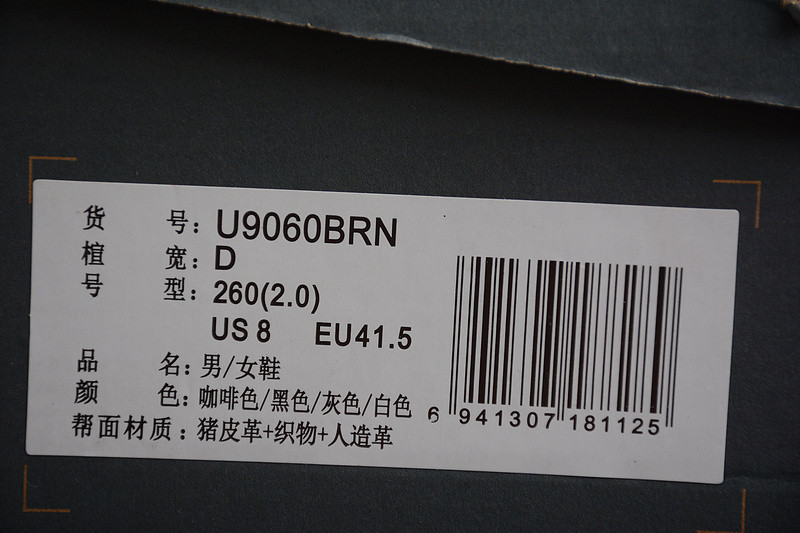 货 号: U9060BRN
楦 宽: D
号 型: 260(2.0)
US 8 EU41.5
品 名: 男/女鞋
颜 色: 咖啡色/黑色/灰色/白色
帮面材质: 猪皮革+织物+人造革
6 941307 181125